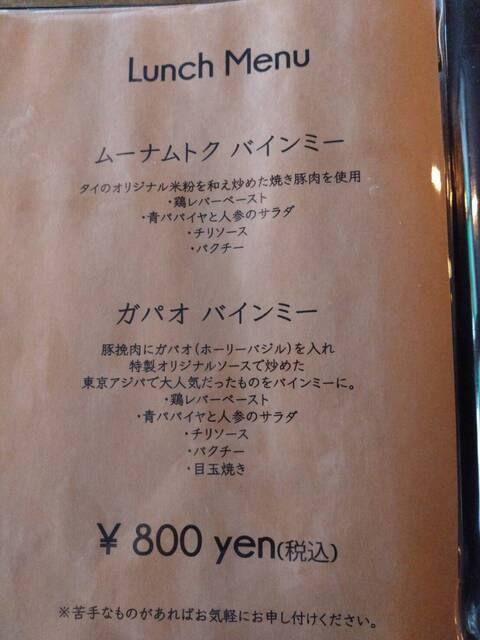 Lunch Menu
ムーナムトク バインミー
タイのオリジナル米粉を和え炒めた焼き豚肉を使用
・鶏レバーペースト
・青パパイヤと人参のサラダ
・チリソース
・パクチー
ガパオ バインミー
豚挽肉にガパオ(ホーリーバジル)を入れ
特製オリジナルソースで炒めた
東京アジパで大人気だったものをバインミーに。
・鶏レバーペースト
・青パパイヤと人参のサラダ
・チリソース
・パクチー
・目玉焼き
¥ 800 yen(税込)
※苦手なものがあればお気軽にお申し付けください。